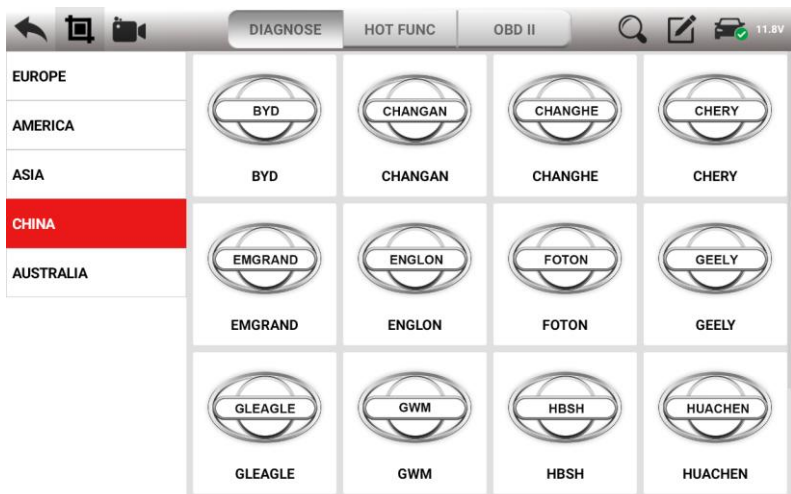 DIAGNOSE HOT FUNC OBD II 11.8V
EUROPE
AMERICA
ASIA
CHINA
AUSTRALIA
BYD CHANGAN CHANGHE CHERY
BYD CHANGAN CHANGHE CHERY
EMGRAND ENGLON FOTON GEELY
EMGRAND ENGLON FOTON GEELY
GLEAGLE GWM HBSH HUACHEN
GLEAGLE GWM HBSH HUACHEN